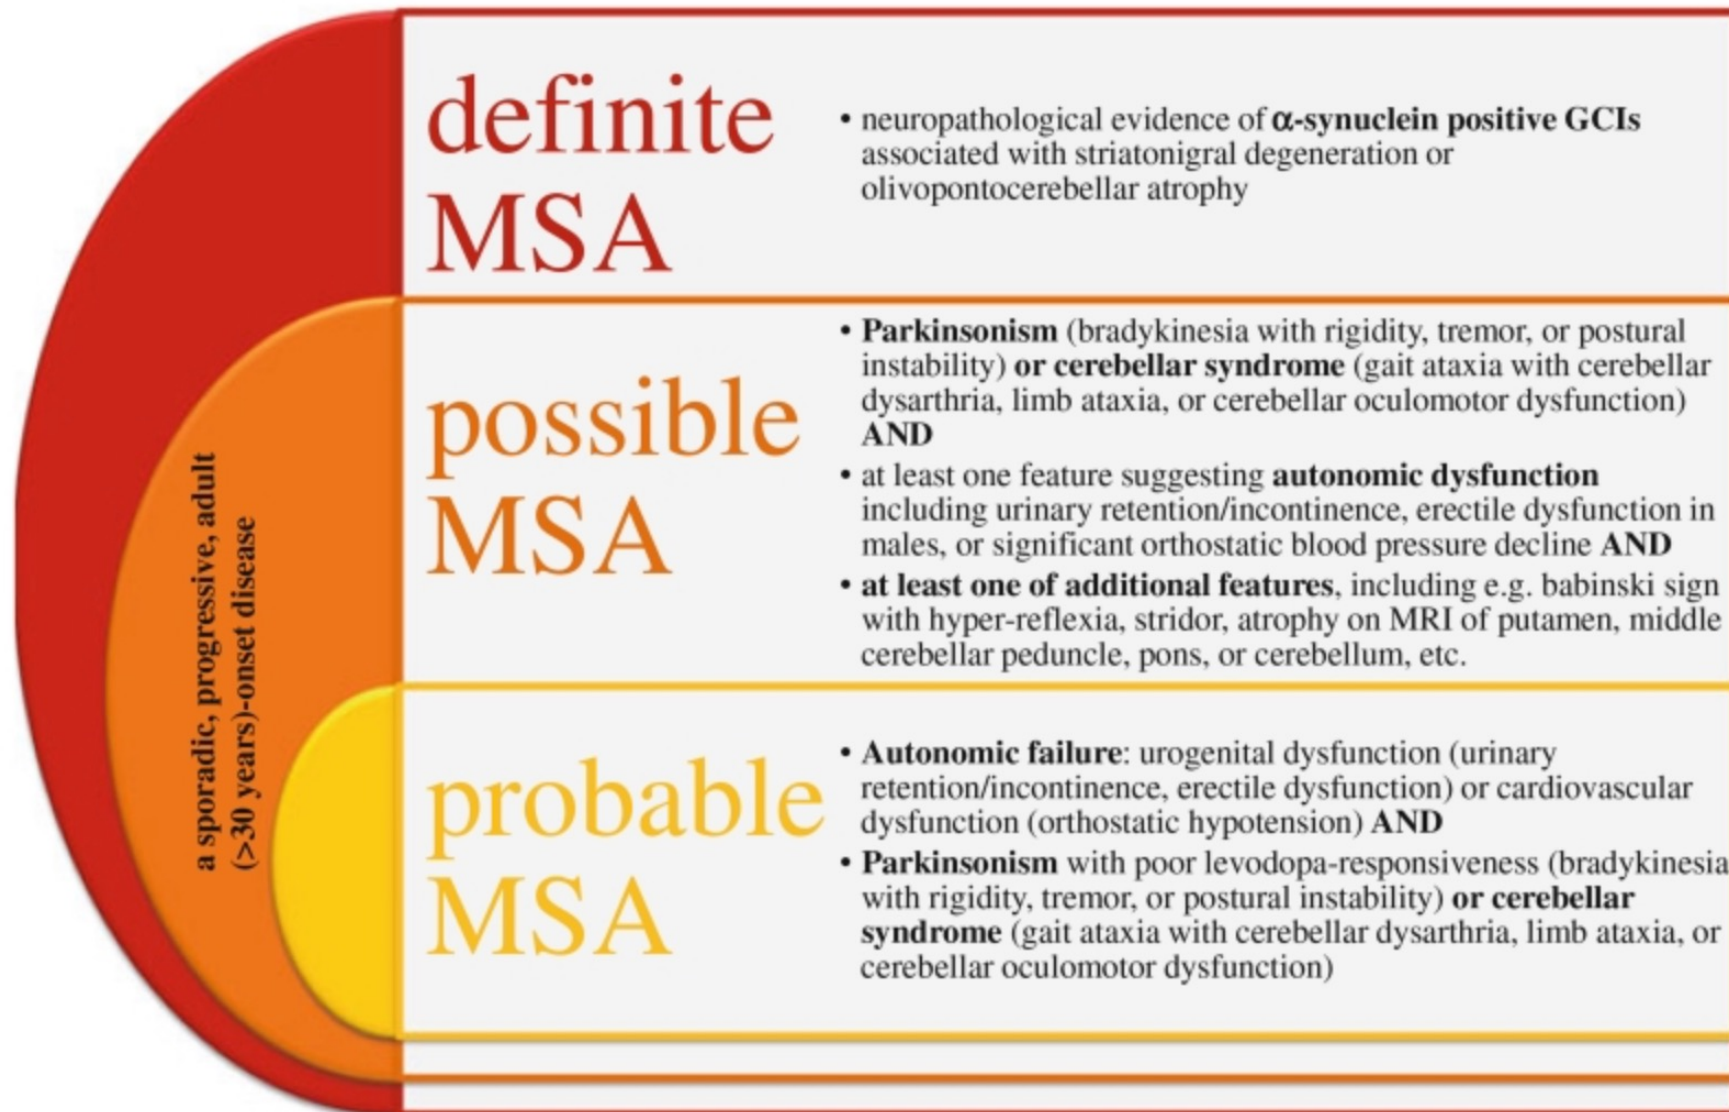 definite
MSA
• neuropathological evidence of α-synuclein positive GCIs
associated with striatonigral degeneration or
olivopontocerebellar atrophy
possible
MSA
• Parkinsonism (bradykinesia with rigidity, tremor, or postural
instability) or cerebellar syndrome (gait ataxia with cerebellar
dysarthria, limb ataxia, or cerebellar oculomotor dysfunction)
AND
• at least one feature suggesting autonomic dysfunction
including urinary retention/incontinence, erectile dysfunction in
males, or significant orthostatic blood pressure decline AND
• at least one of additional features, including e.g. babinski sign
with hyper-reflexia, stridor, atrophy on MRI of putamen, middle
cerebellar peduncle, pons, or cerebellum, etc.
a sporadic, progressive, adult
(>30 years)-onset disease
probable
MSA
• Autonomic failure: urogenital dysfunction (urinary
retention/incontinence, erectile dysfunction) or cardiovascular
dysfunction (orthostatic hypotension) AND
• Parkinsonism with poor levodopa-responsiveness (bradykinesia
with rigidity, tremor, or postural instability) or cerebellar
syndrome (gait ataxia with cerebellar dysarthria, limb ataxia, or
cerebellar oculomotor dysfunction)